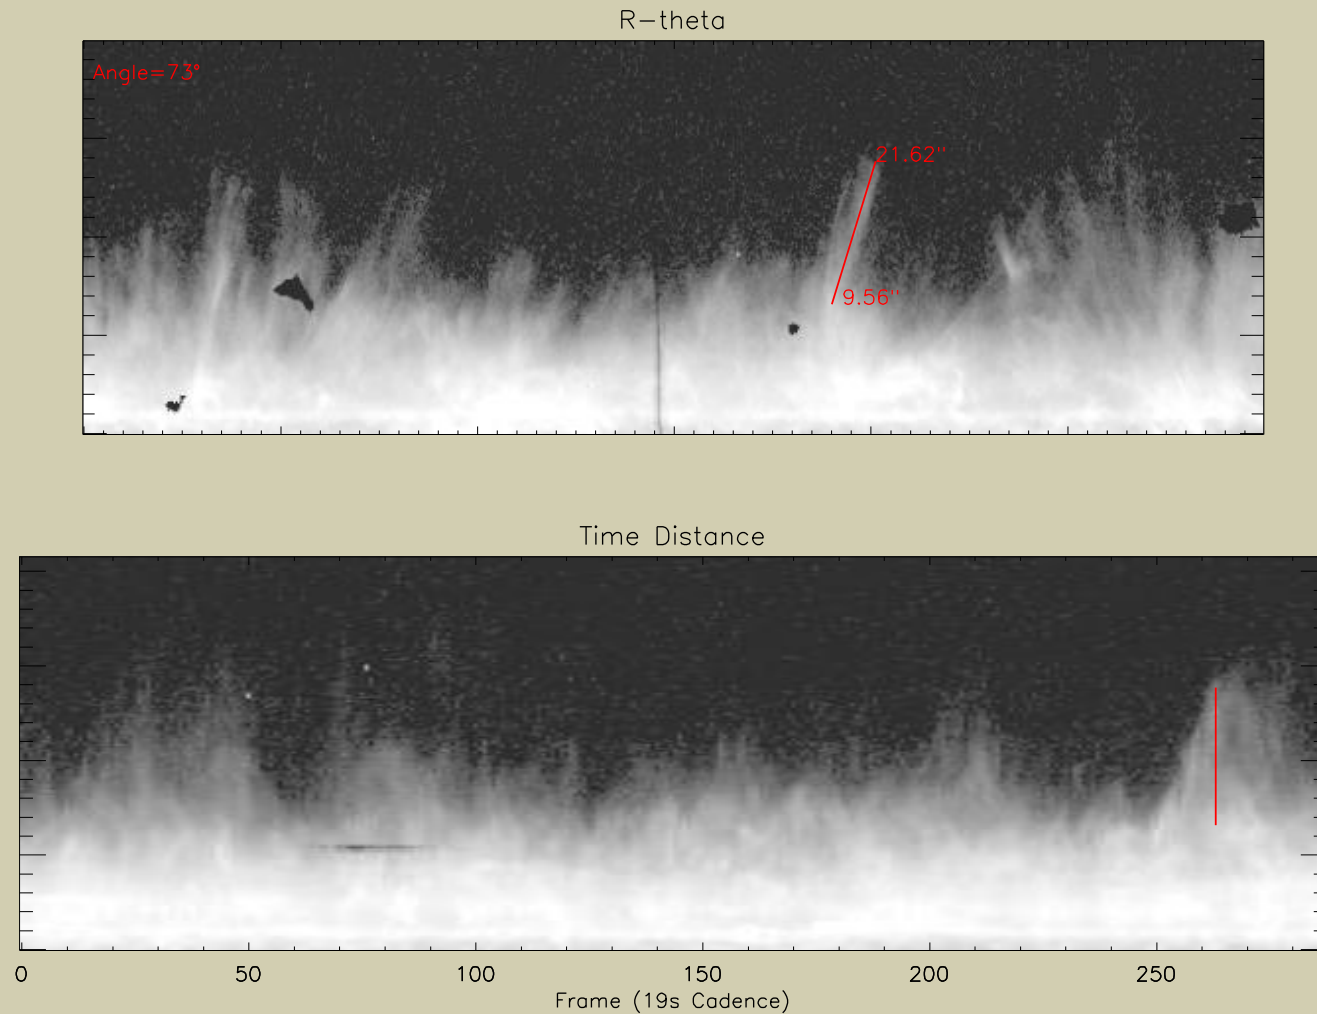 R-theta
Angle=73°
21.62"
9.56"
Time Distance
0 50 100 150 200 250
Frame (19s Cadence)